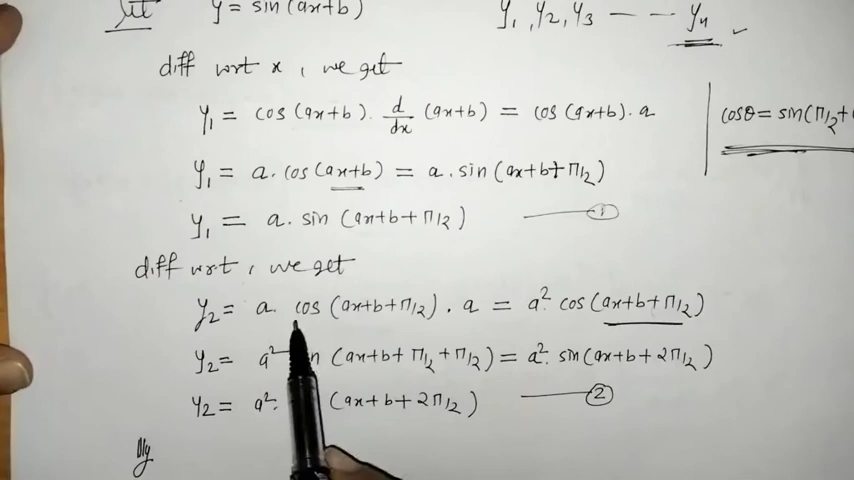 Let y = sin(ax+b) y₁, y₂, y₃ — — yₙ
diff wrt x, we get
y₁ = cos(ax+b). d/dx (ax+b) = cos(ax+b). a
cosθ = sin(π/2+
y₁ = a. cos(ax+b) = a. sin(ax+b+π/2)
y₁ = a. sin (ax+b+π/2) —— ①
diff wrt, we get
y₂ = a. cos(ax+b+π/2). a = a² cos(ax+b+π/2)
y₂ = a² (ax+b+π/2+π/2) = a². sin(ax+b+2π/2)
y₂ = a². (ax+b+2π/2) —— ②
lly